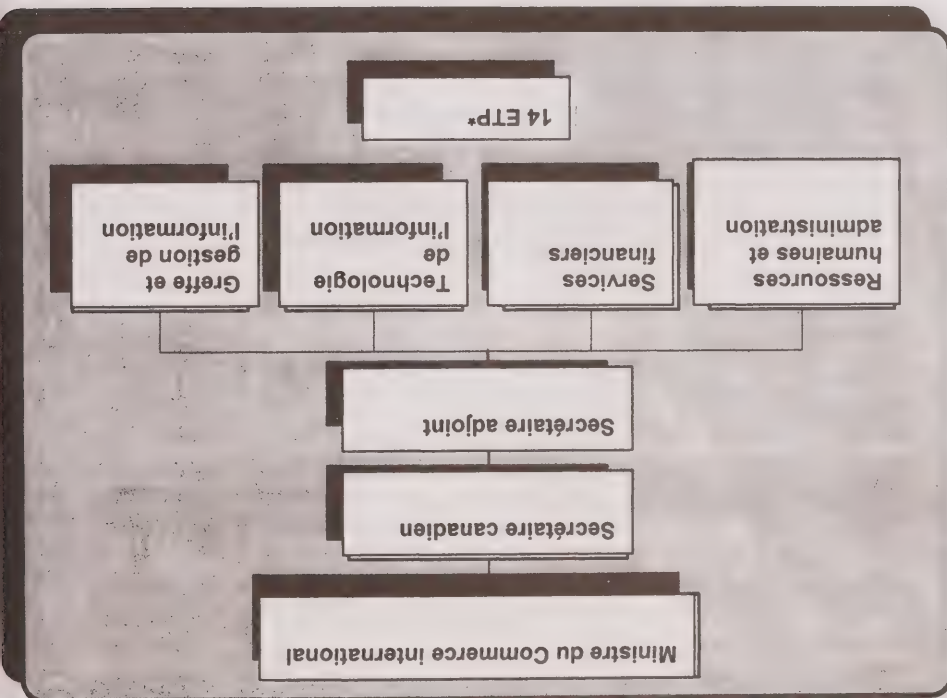 Ministre du Commerce international
Secrétaire canadien
Secrétaire adjoint
Ressources
humaines et
administration
Services
financiers
Technologie
de
l'information
Greffe et
gestion de
l'information
14 ETP*